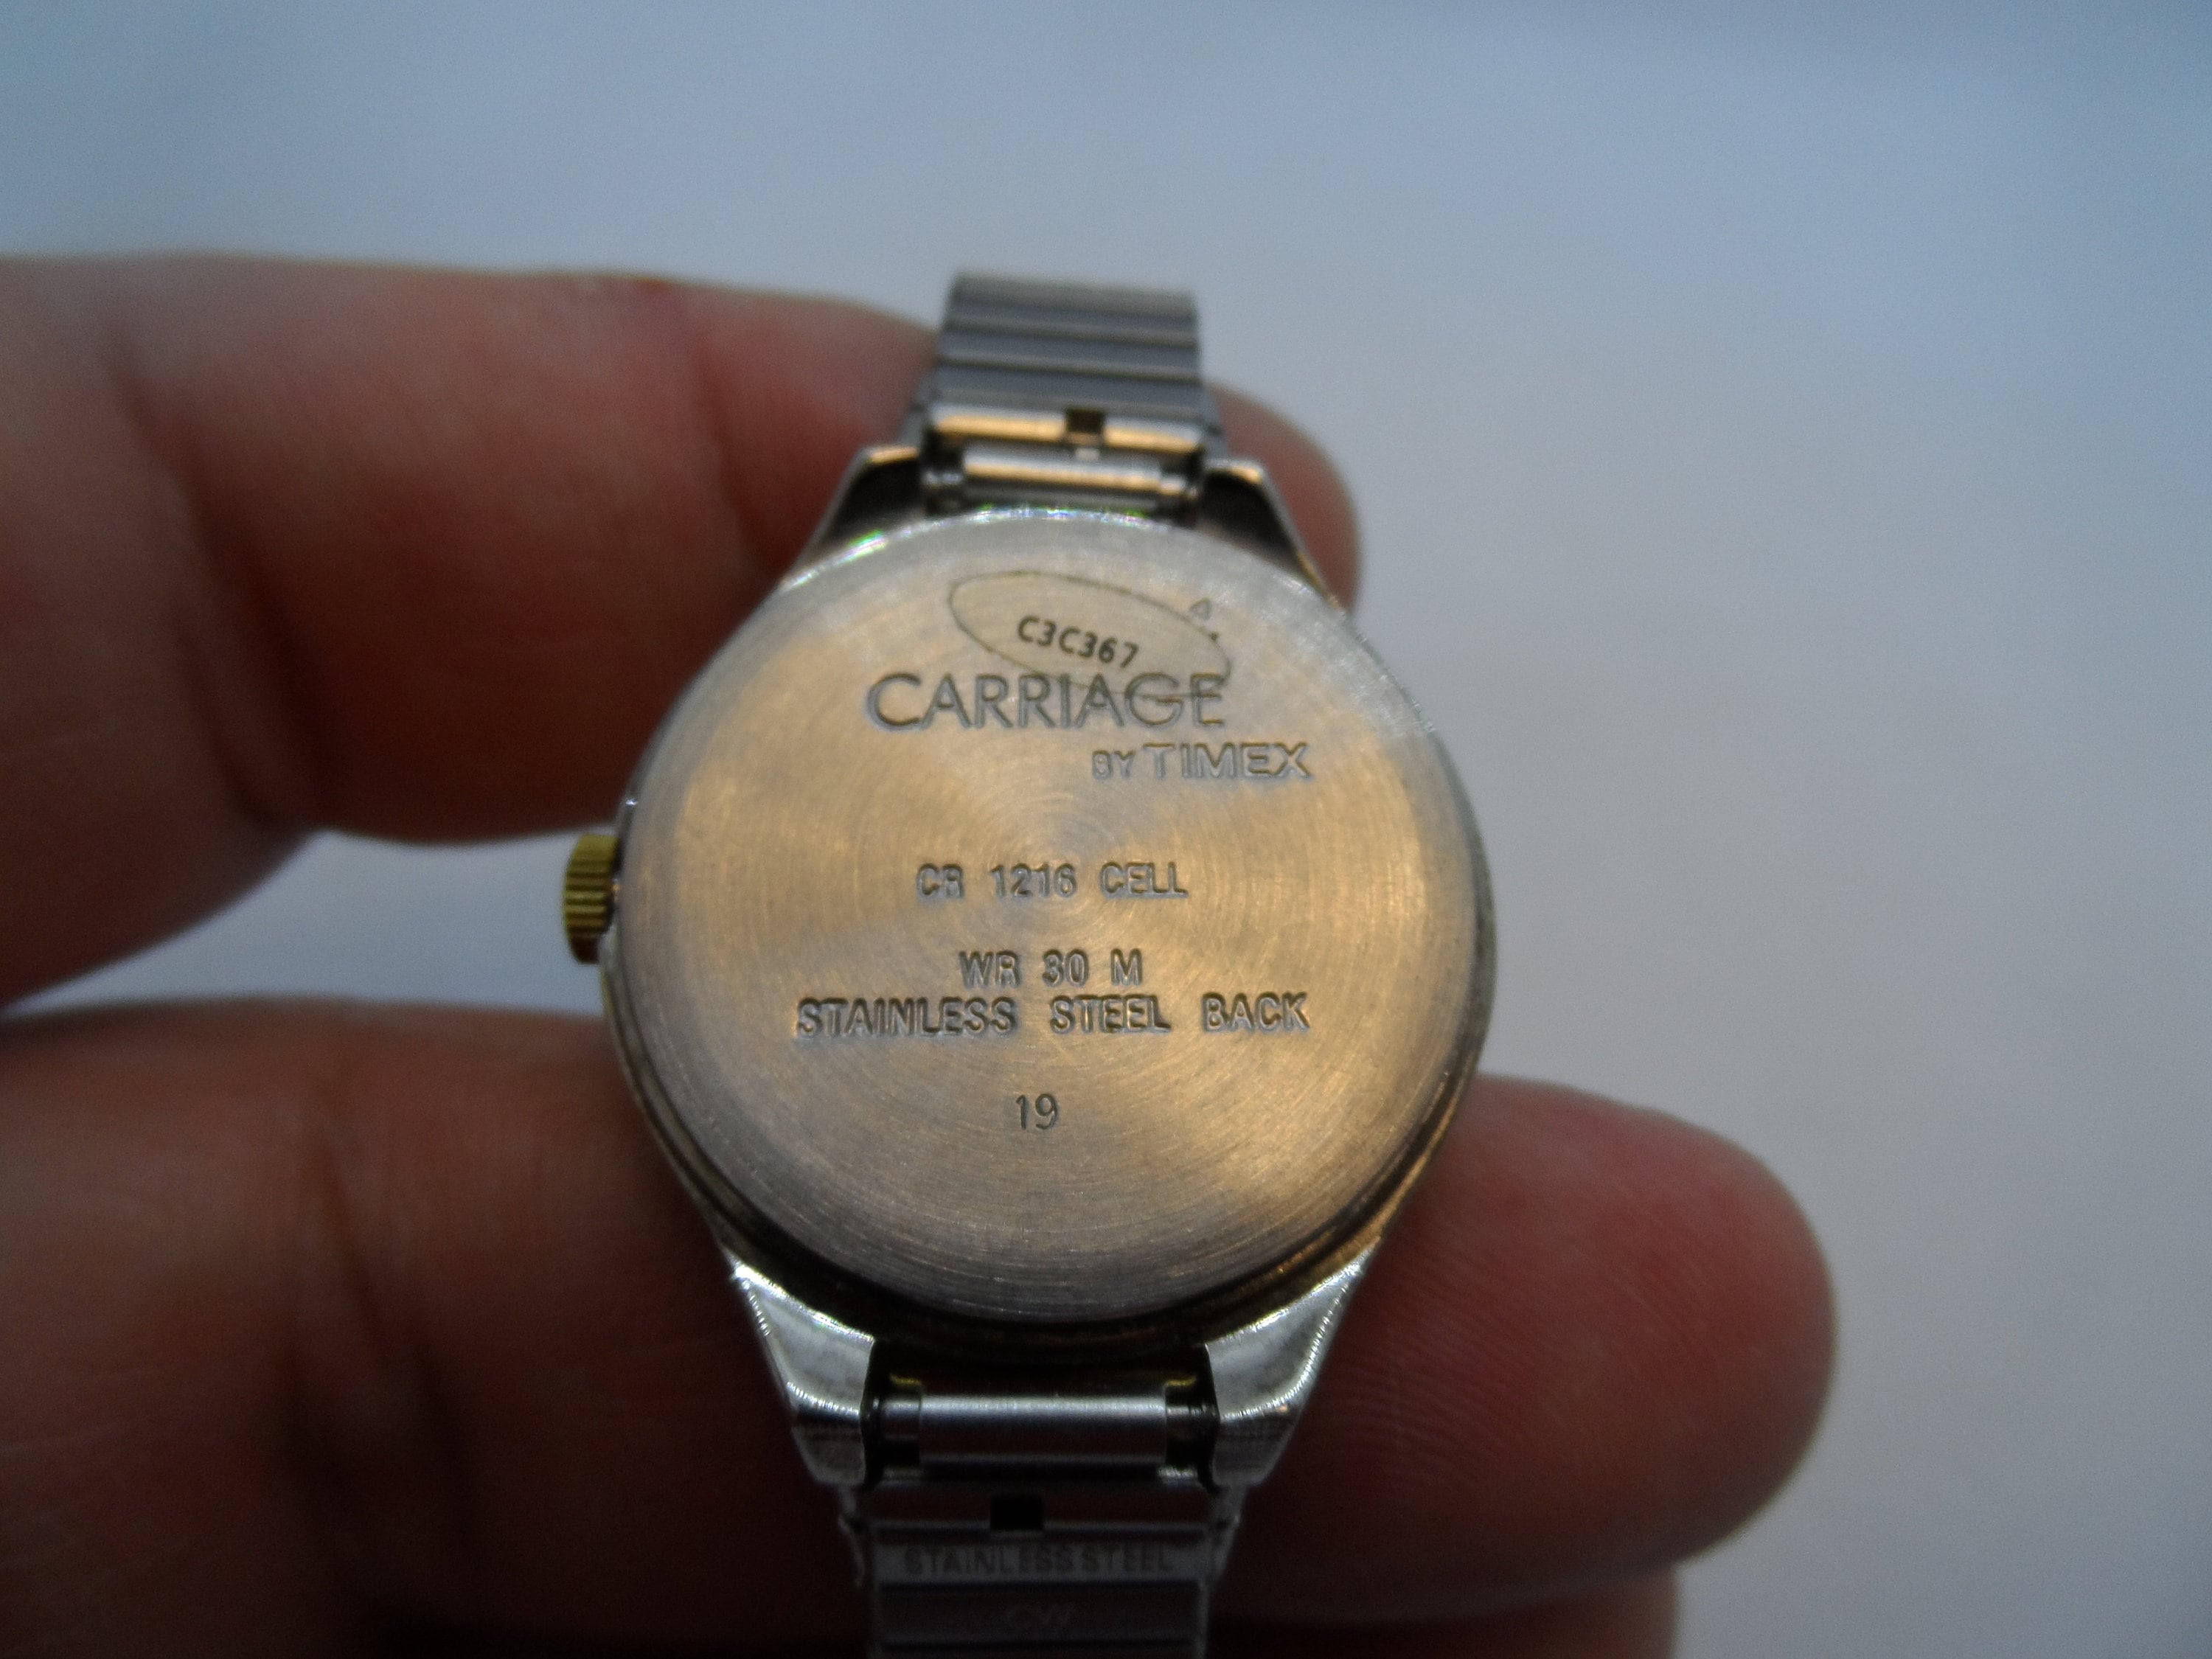 C3C367
CARRIAGE
BY TIMEX
CR 1216 CELL
WR 30 M
STAINLESS STEEL BACK
19
STAINLESS STEEL